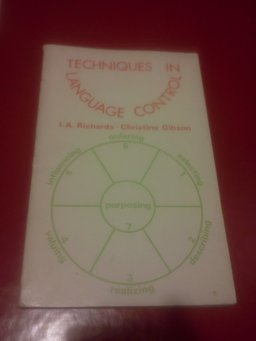 TECHNIQUES IN
LANGUAGE CONTROL
I.A. Richards · Christine Gibson
ordering
6
influencing
5
selecting
1
purposing
7
valuing
4
2
describing
3
realizing